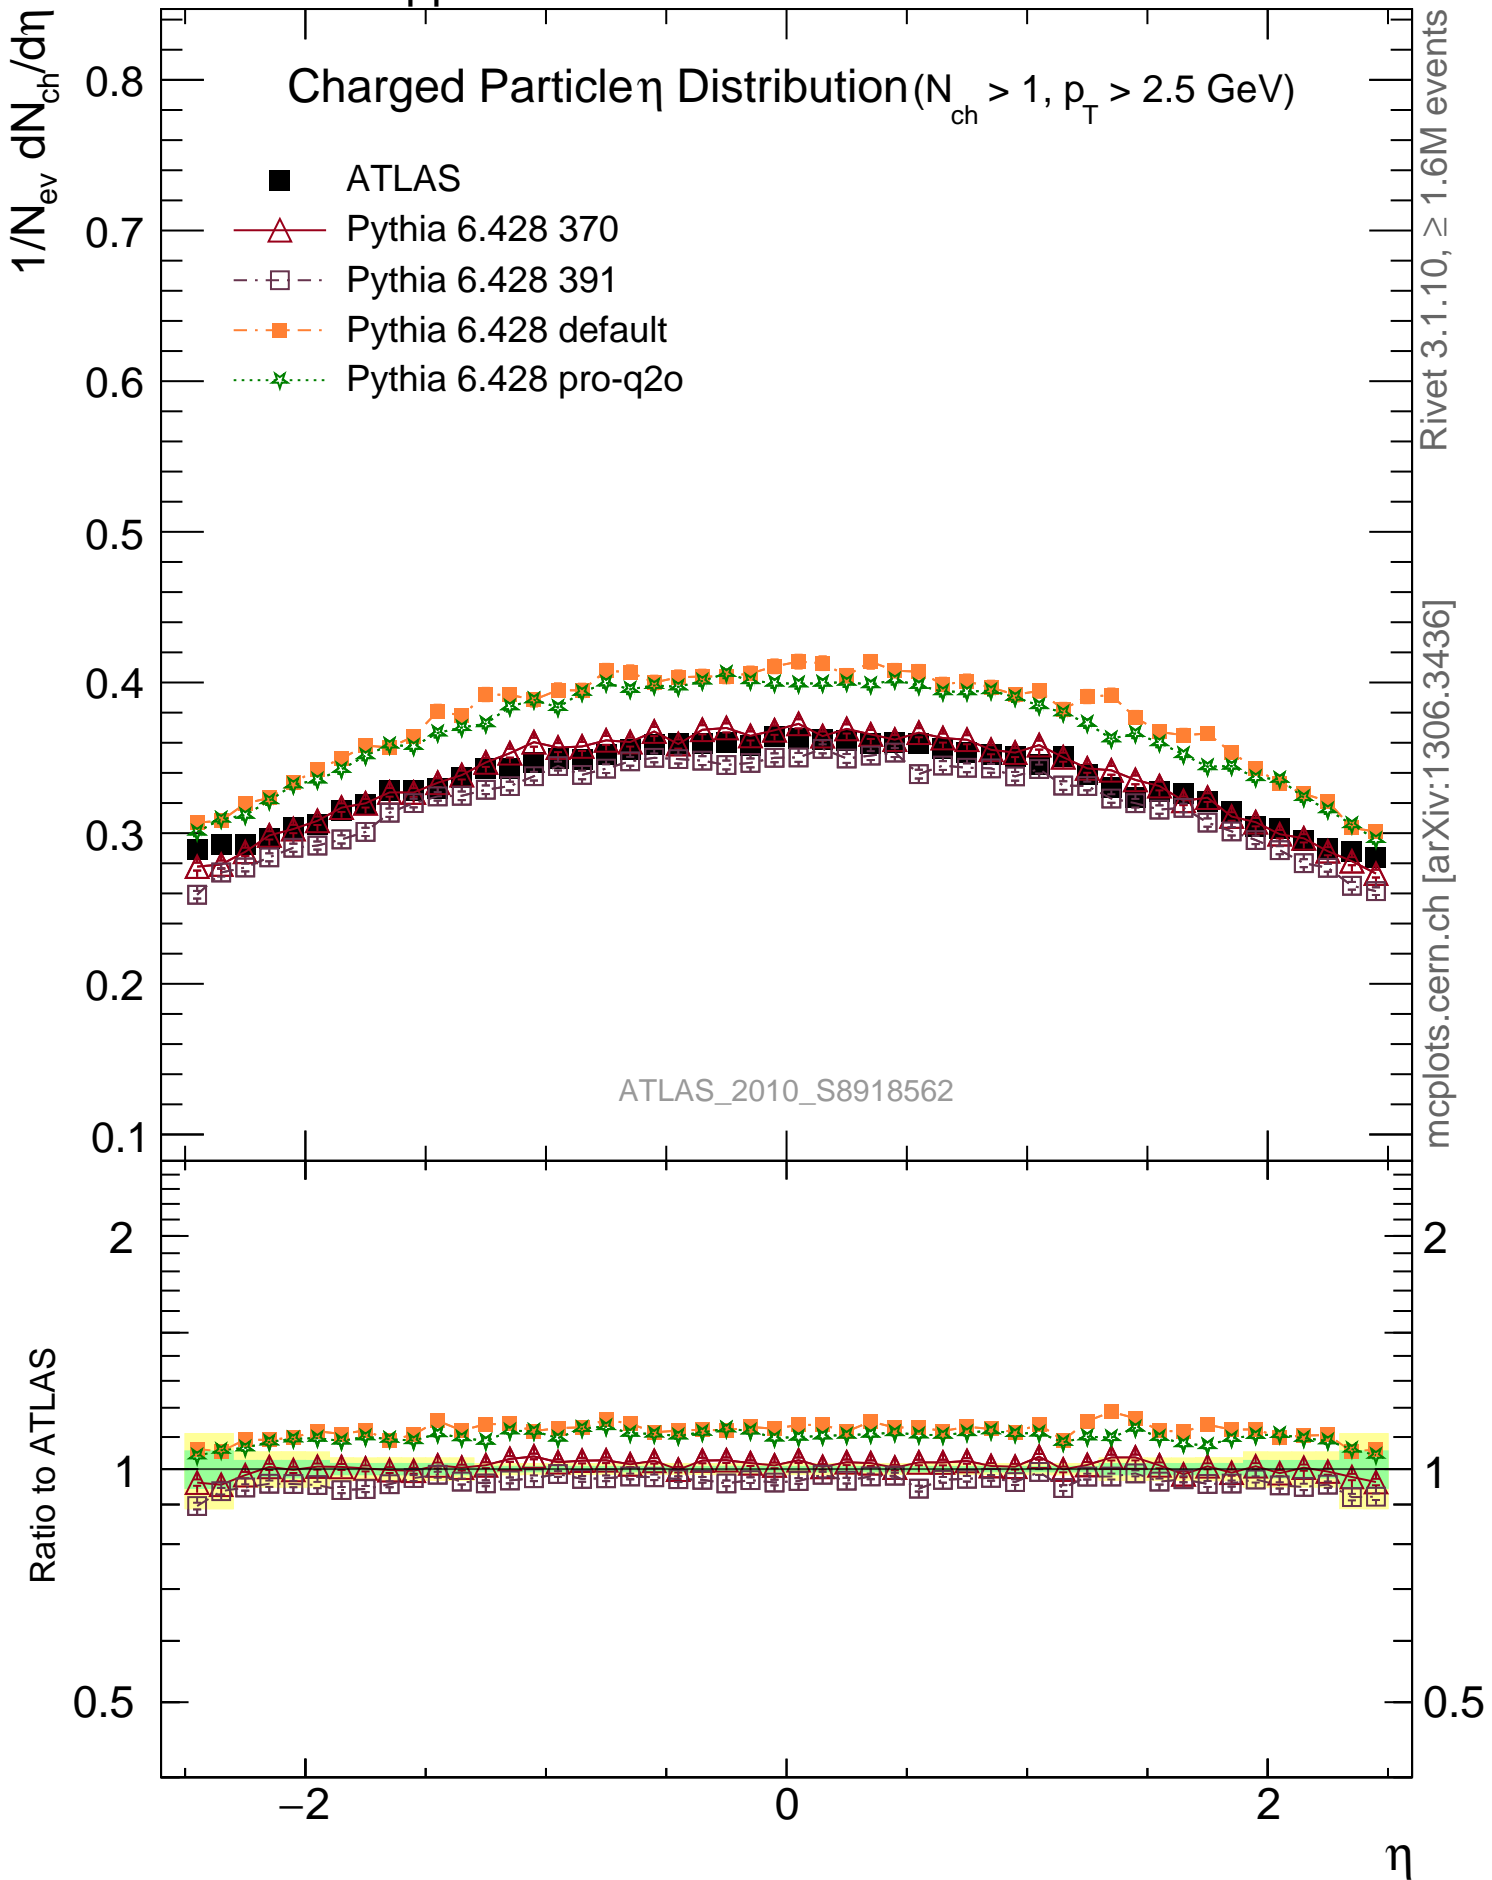 1/N_ev dN_ch/dη
Charged Particle η Distribution (N_ch > 1, p_T > 2.5 GeV)
ATLAS
Pythia 6.428 370
Pythia 6.428 391
Pythia 6.428 default
Pythia 6.428 pro-q2o
0.8
0.7
0.6
0.5
0.4
0.3
0.2
0.1
ATLAS_2010_S8918562
Rivet 3.1.10, ≥ 1.6M events
mcplots.cern.ch [arXiv:1306.3436]
Ratio to ATLAS
2
1
0.5
2
1
0.5
−2
0
2
η